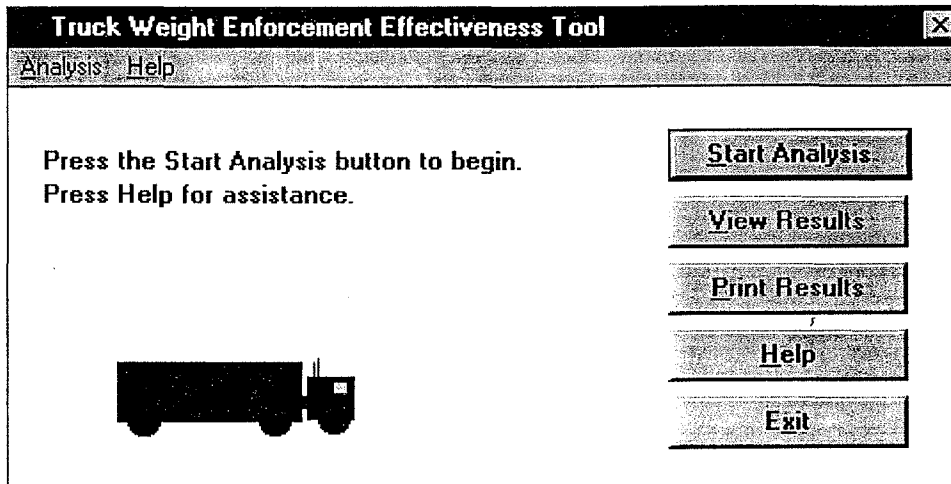 Truck Weight Enforcement Effectiveness Tool
Analysis Help
Press the Start Analysis button to begin.
Press Help for assistance.
Start Analysis
View Results
Print Results
Help
Exit